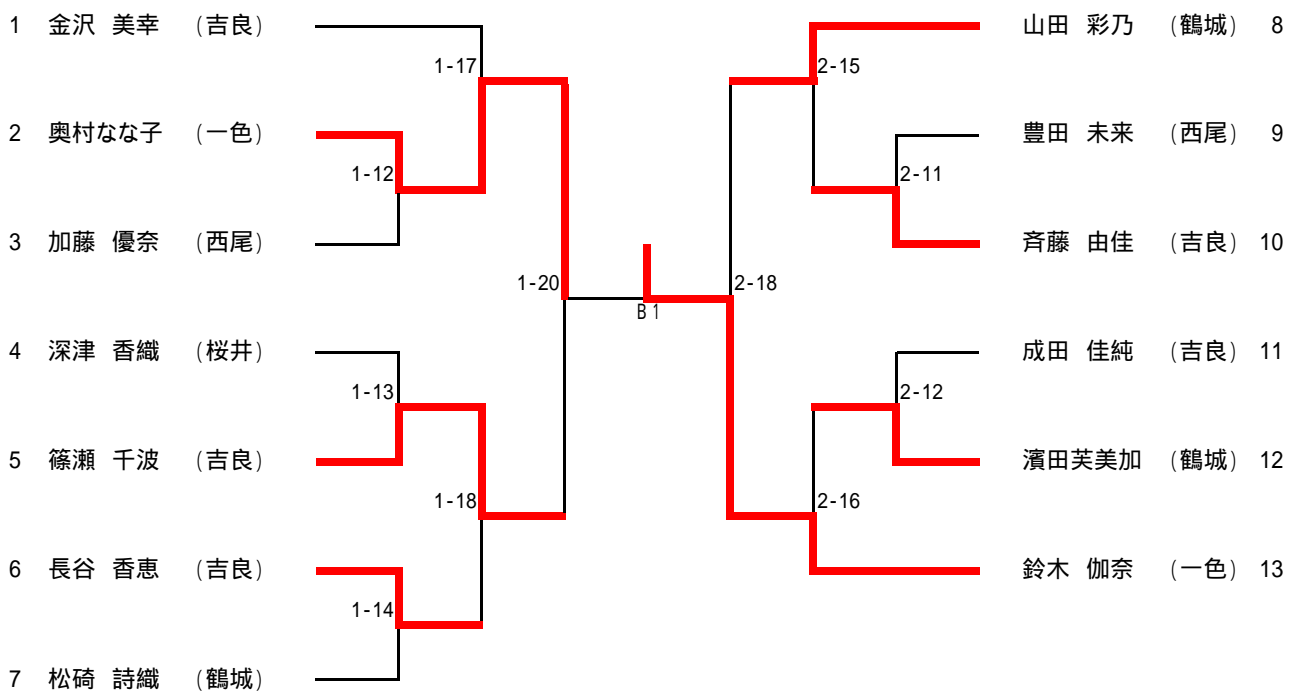 1 金沢 美幸 (吉良)
山田 彩乃 (鶴城) 8
1-17
2-15
2 奥村なな子 (一色)
豊田 未来 (西尾) 9
1-12
2-11
3 加藤 優奈 (西尾)
斉藤 由佳 (吉良) 10
1-20
2-18
B1
4 深津 香織 (桜井)
成田 佳純 (吉良) 11
1-13
2-12
5 篠瀬 千波 (吉良)
濱田芙美加 (鶴城) 12
1-18
2-16
6 長谷 香恵 (吉良)
鈴木 伽奈 (一色) 13
1-14
7 松碕 詩織 (鶴城)